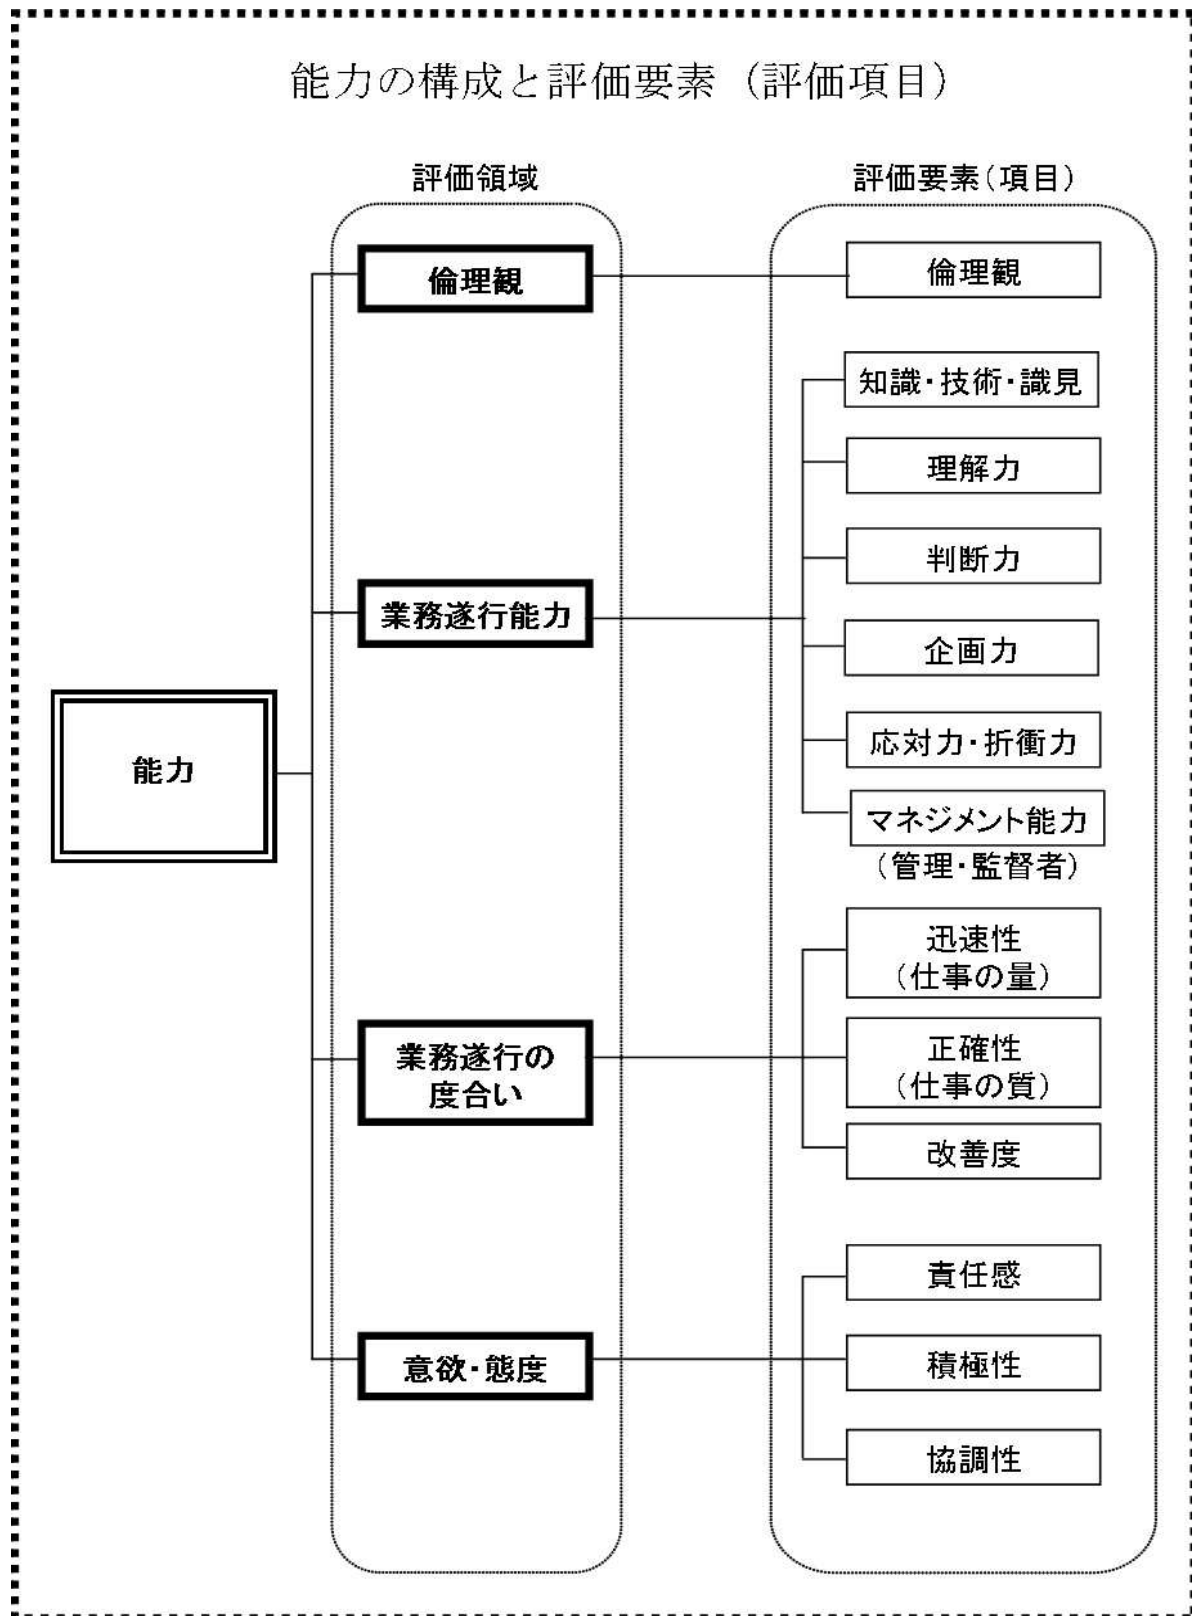 能力の構成と評価要素（評価項目）
評価領域
評価要素（項目）
能力
倫理観
倫理観
業務遂行能力
知識・技術・識見
理解力
判断力
企画力
応対力・折衝力
マネジメント能力
（管理・監督者）
業務遂行の
度合い
迅速性
（仕事の量）
正確性
（仕事の質）
改善度
意欲・態度
責任感
積極性
協調性